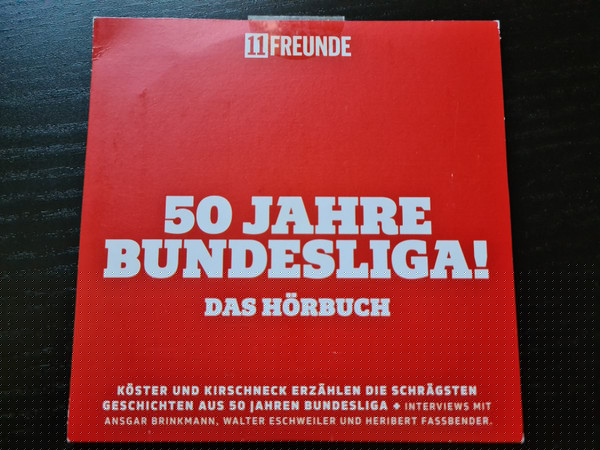 11FREUNDE
50 JAHRE
BUNDESLIGA!
DAS HÖRBUCH
KÖSTER UND KIRSCHNECK ERZÄHLEN DIE SCHRÄGSTEN
GESCHICHTEN AUS 50 JAHREN BUNDESLIGA + INTERVIEWS MIT
ANSGAR BRINKMANN, WALTER ESCHWEILER UND HERIBERT FASSBENDER.